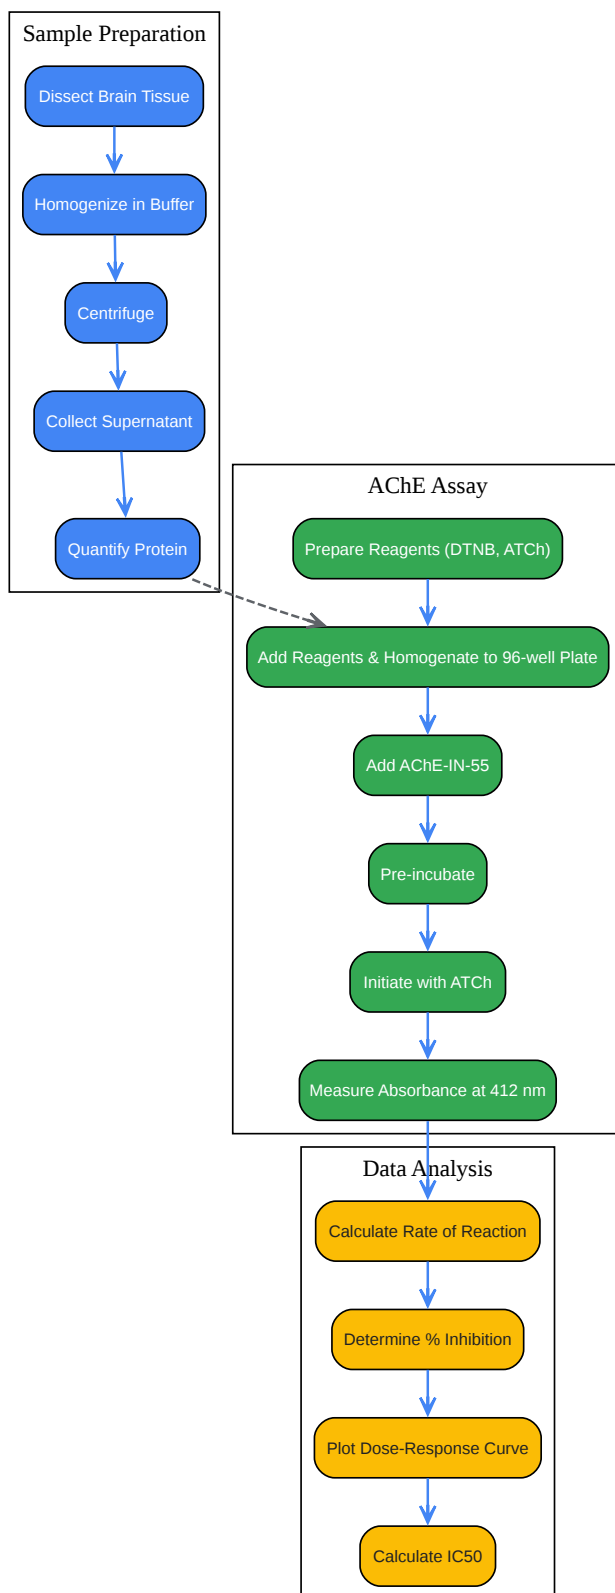 Sample Preparation
Dissect Brain Tissue
Homogenize in Buffer
Centrifuge
Collect Supernatant
Quantify Protein
AChE Assay
Prepare Reagents (DTNB, ATCh)
Add Reagents & Homogenate to 96-well Plate
Add AChE-IN-55
Pre-incubate
Initiate with ATCh
Measure Absorbance at 412 nm
Data Analysis
Calculate Rate of Reaction
Determine % Inhibition
Plot Dose-Response Curve
Calculate IC50